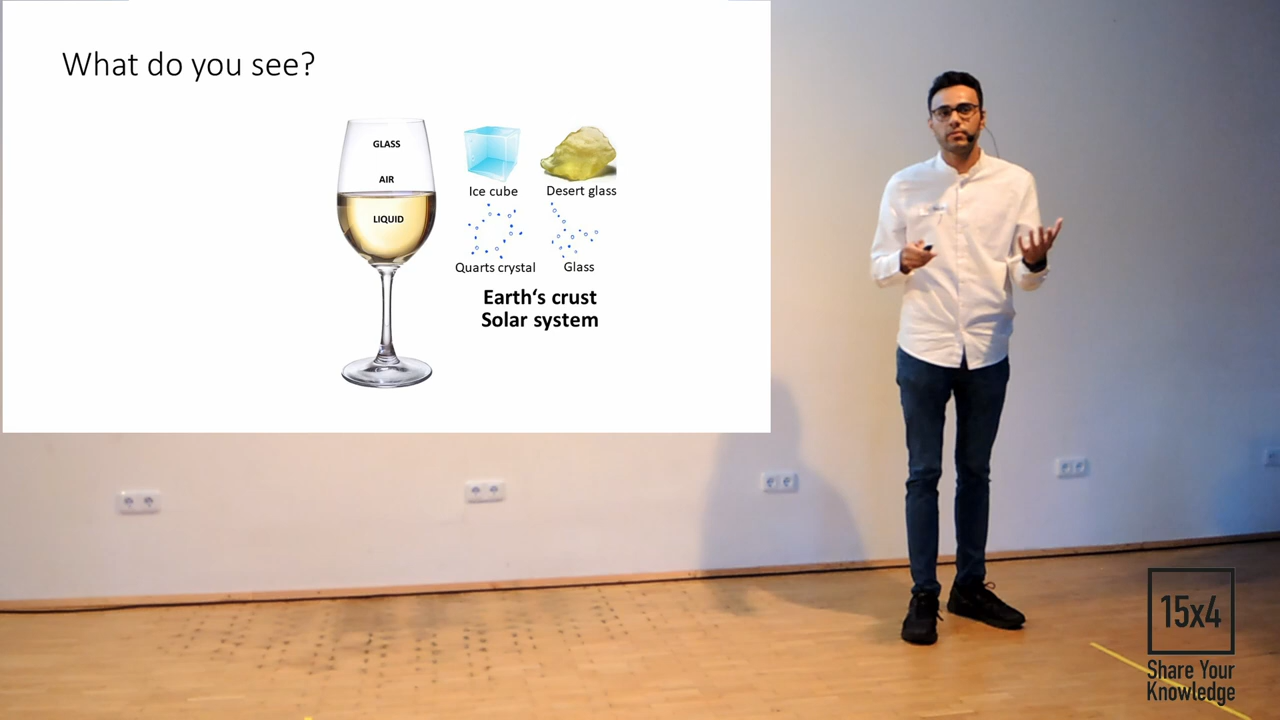 What do you see?
GLASS
AIR
LIQUID
Ice cube
Desert glass
Quarts crystal
Glass
Earth‘s crust
Solar system
15x4
Share Your
Knowledge